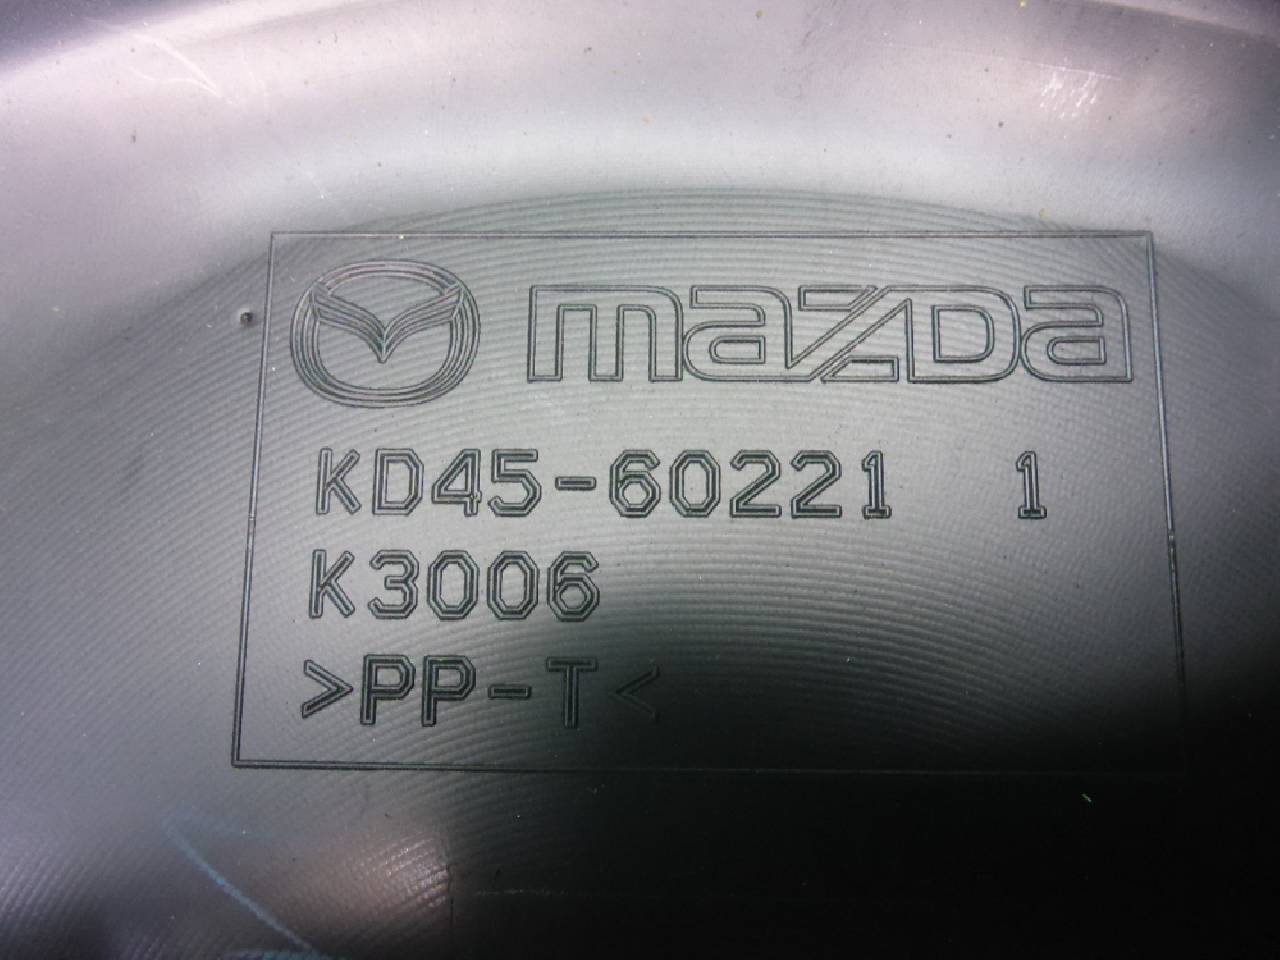 mazda
KD45-60221 1
K3006
>PP-T<